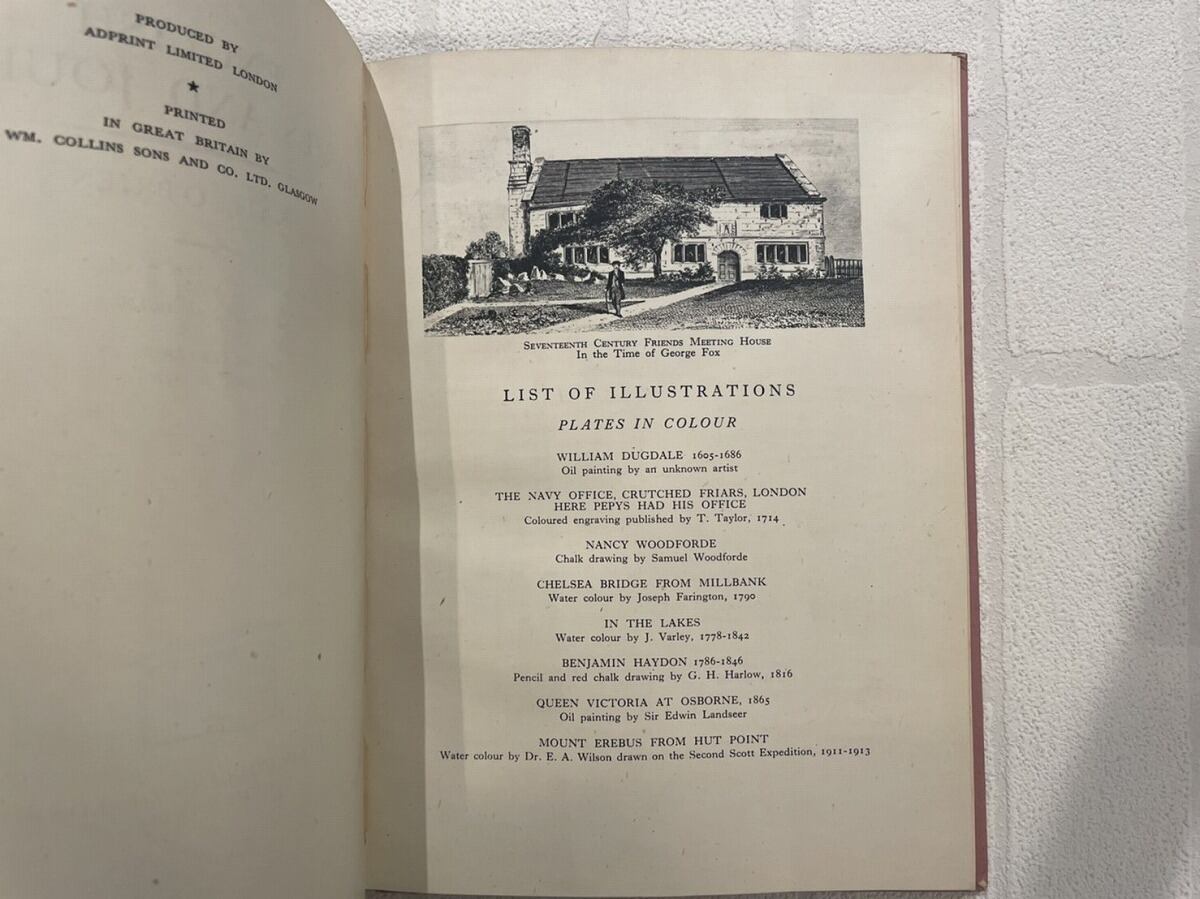 PRODUCED BY
ADPRINT LIMITED LONDON
★
PRINTED
IN GREAT BRITAIN BY
WM. COLLINS SONS AND CO. LTD. GLASGOW
SEVENTEENTH CENTURY FRIENDS MEETING HOUSE
In the Time of George Fox
LIST OF ILLUSTRATIONS
PLATES IN COLOUR
WILLIAM DUGDALE 1605-1686
Oil painting by an unknown artist
THE NAVY OFFICE, CRUTCHED FRIARS, LONDON
HERE PEPYS HAD HIS OFFICE
Coloured engraving published by T. Taylor, 1714
NANCY WOODFORDE
Chalk drawing by Samuel Woodforde
CHELSEA BRIDGE FROM MILLBANK
Water colour by Joseph Farington, 1790
IN THE LAKES
Water colour by J. Varley, 1778-1842
BENJAMIN HAYDON 1786-1846
Pencil and red chalk drawing by G. H. Harlow, 1816
QUEEN VICTORIA AT OSBORNE, 1865
Oil painting by Sir Edwin Landseer
MOUNT EREBUS FROM HUT POINT
Water colour by Dr. E. A. Wilson drawn on the Second Scott Expedition, 1911-1913